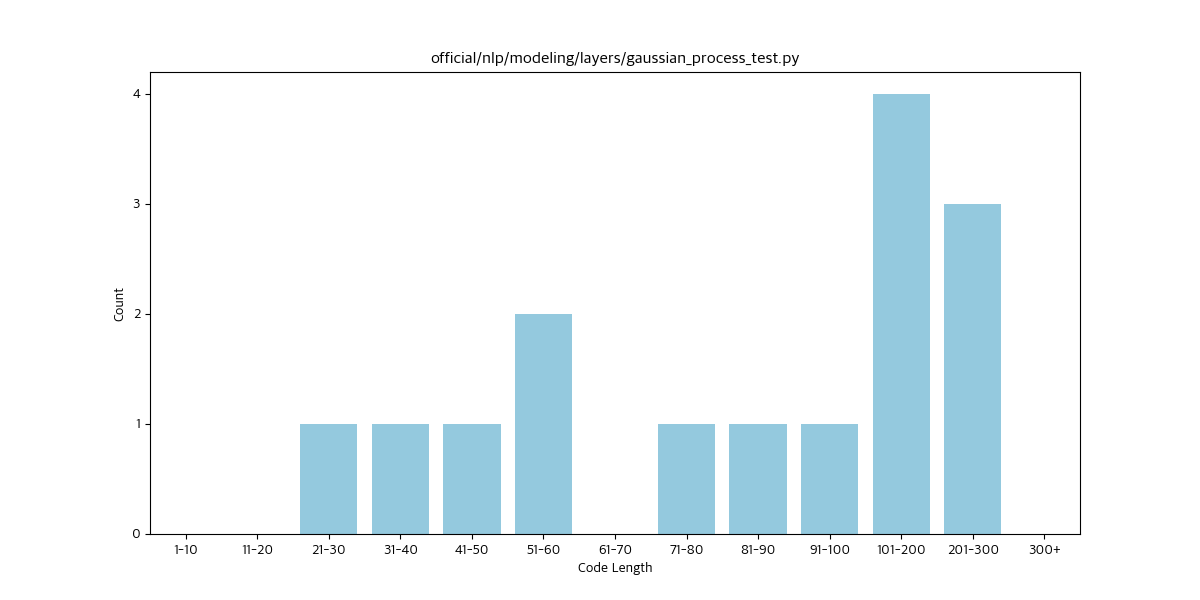 official/nlp/modeling/layers/gaussian_process_test.py
Count
4
3
2
1
0
1-10 11-20 21-30 31-40 41-50 51-60 61-70 71-80 81-90 91-100 101-200 201-300 300+
Code Length